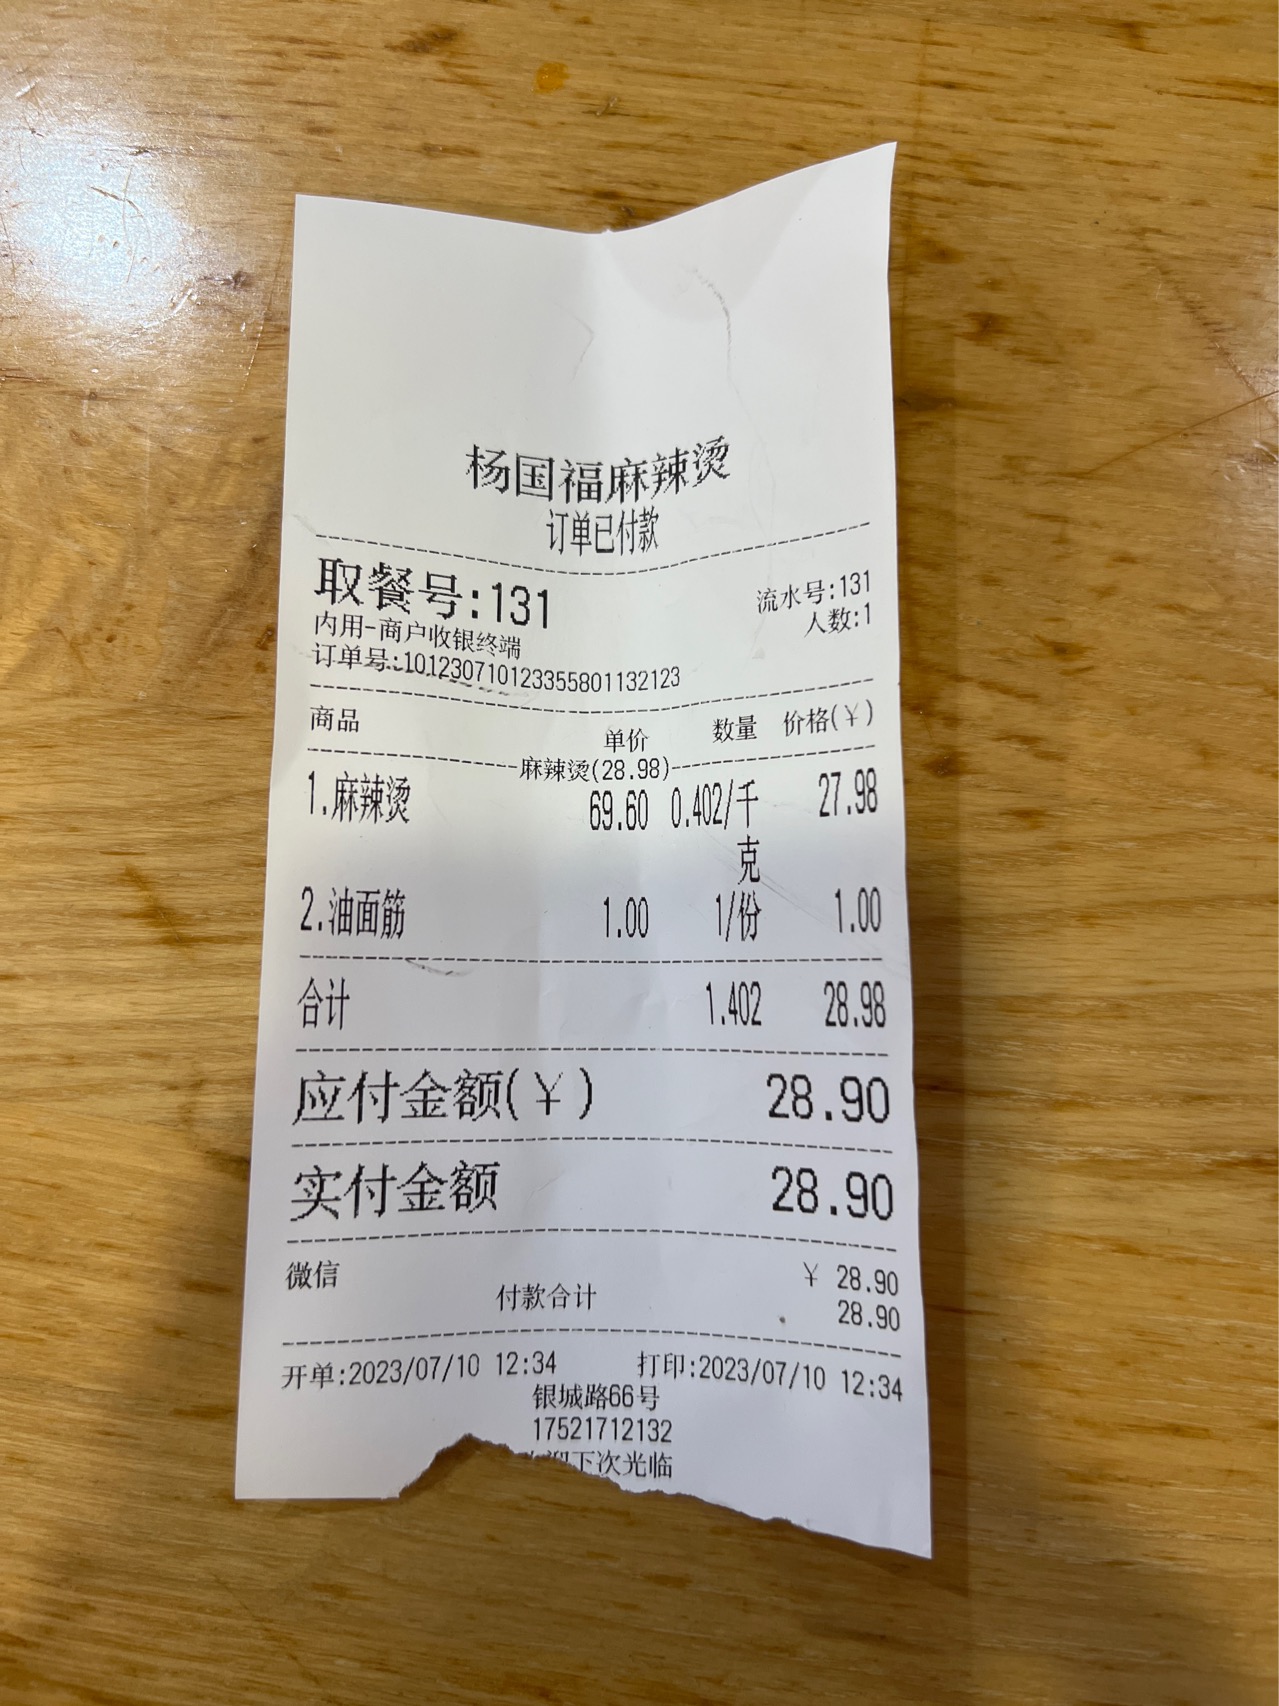 杨国福麻辣烫
订单已付款
取餐号:131 流水号:131
内用-商户收银终端 人数:1
订单号:101230710123355801132123
商品 单价 数量 价格(¥)
麻辣烫(28.98)
1.麻辣烫 69.60 0.402/千克 27.98
2.油面筋 1.00 1/份 1.00
合计 1.402 28.98
应付金额(¥) 28.90
实付金额 28.90
微信 ¥ 28.90
付款合计 28.90
开单:2023/07/10 12:34 打印:2023/07/10 12:34
银城路66号
17521712132
下次光临